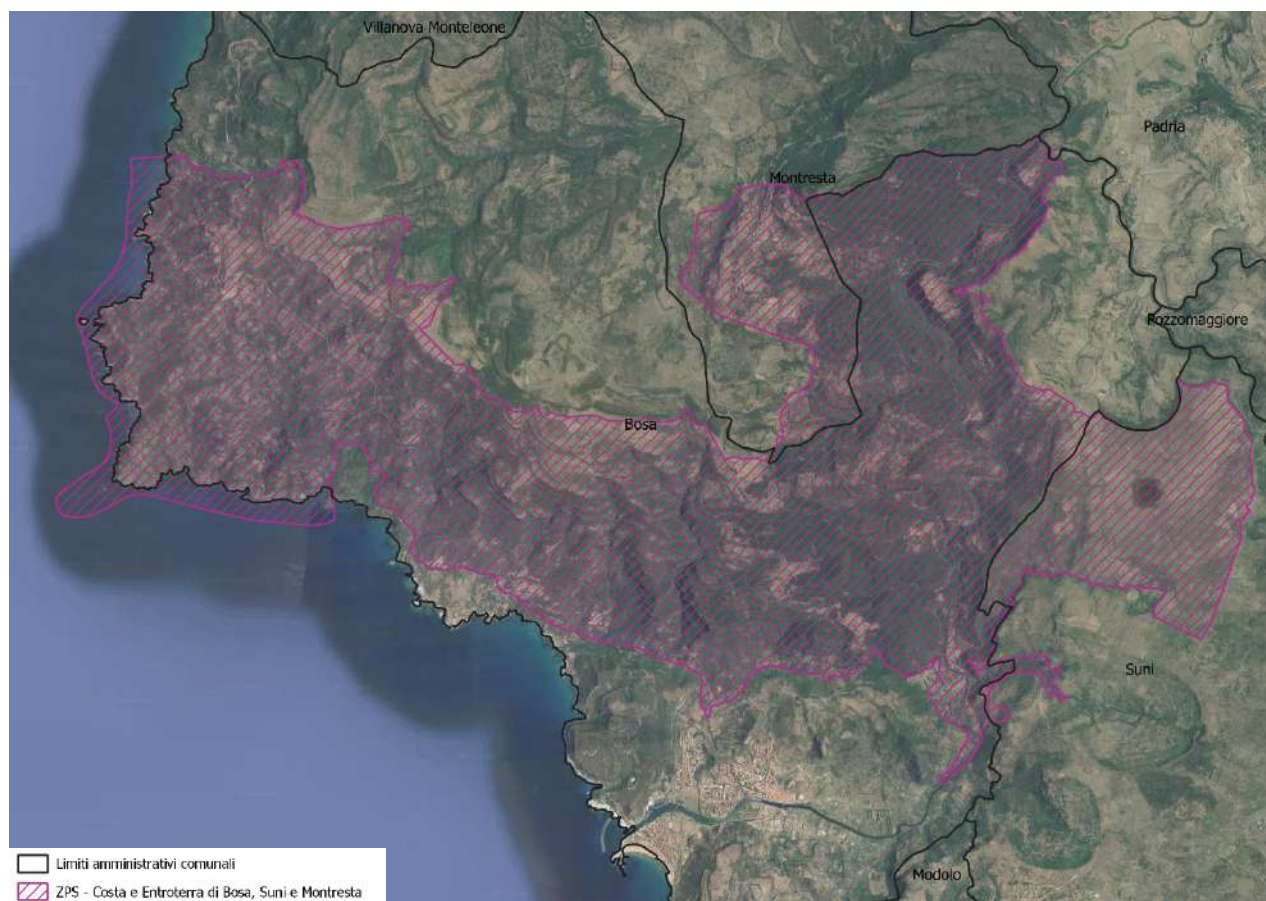 Villanova Monteleone
Padria
Montresta
Pozzomaggiore
Bosa
Suni
Modolo
Limiti amministrativi comunali
ZPS - Costa e Entroterra di Bosa, Suni e Montresta